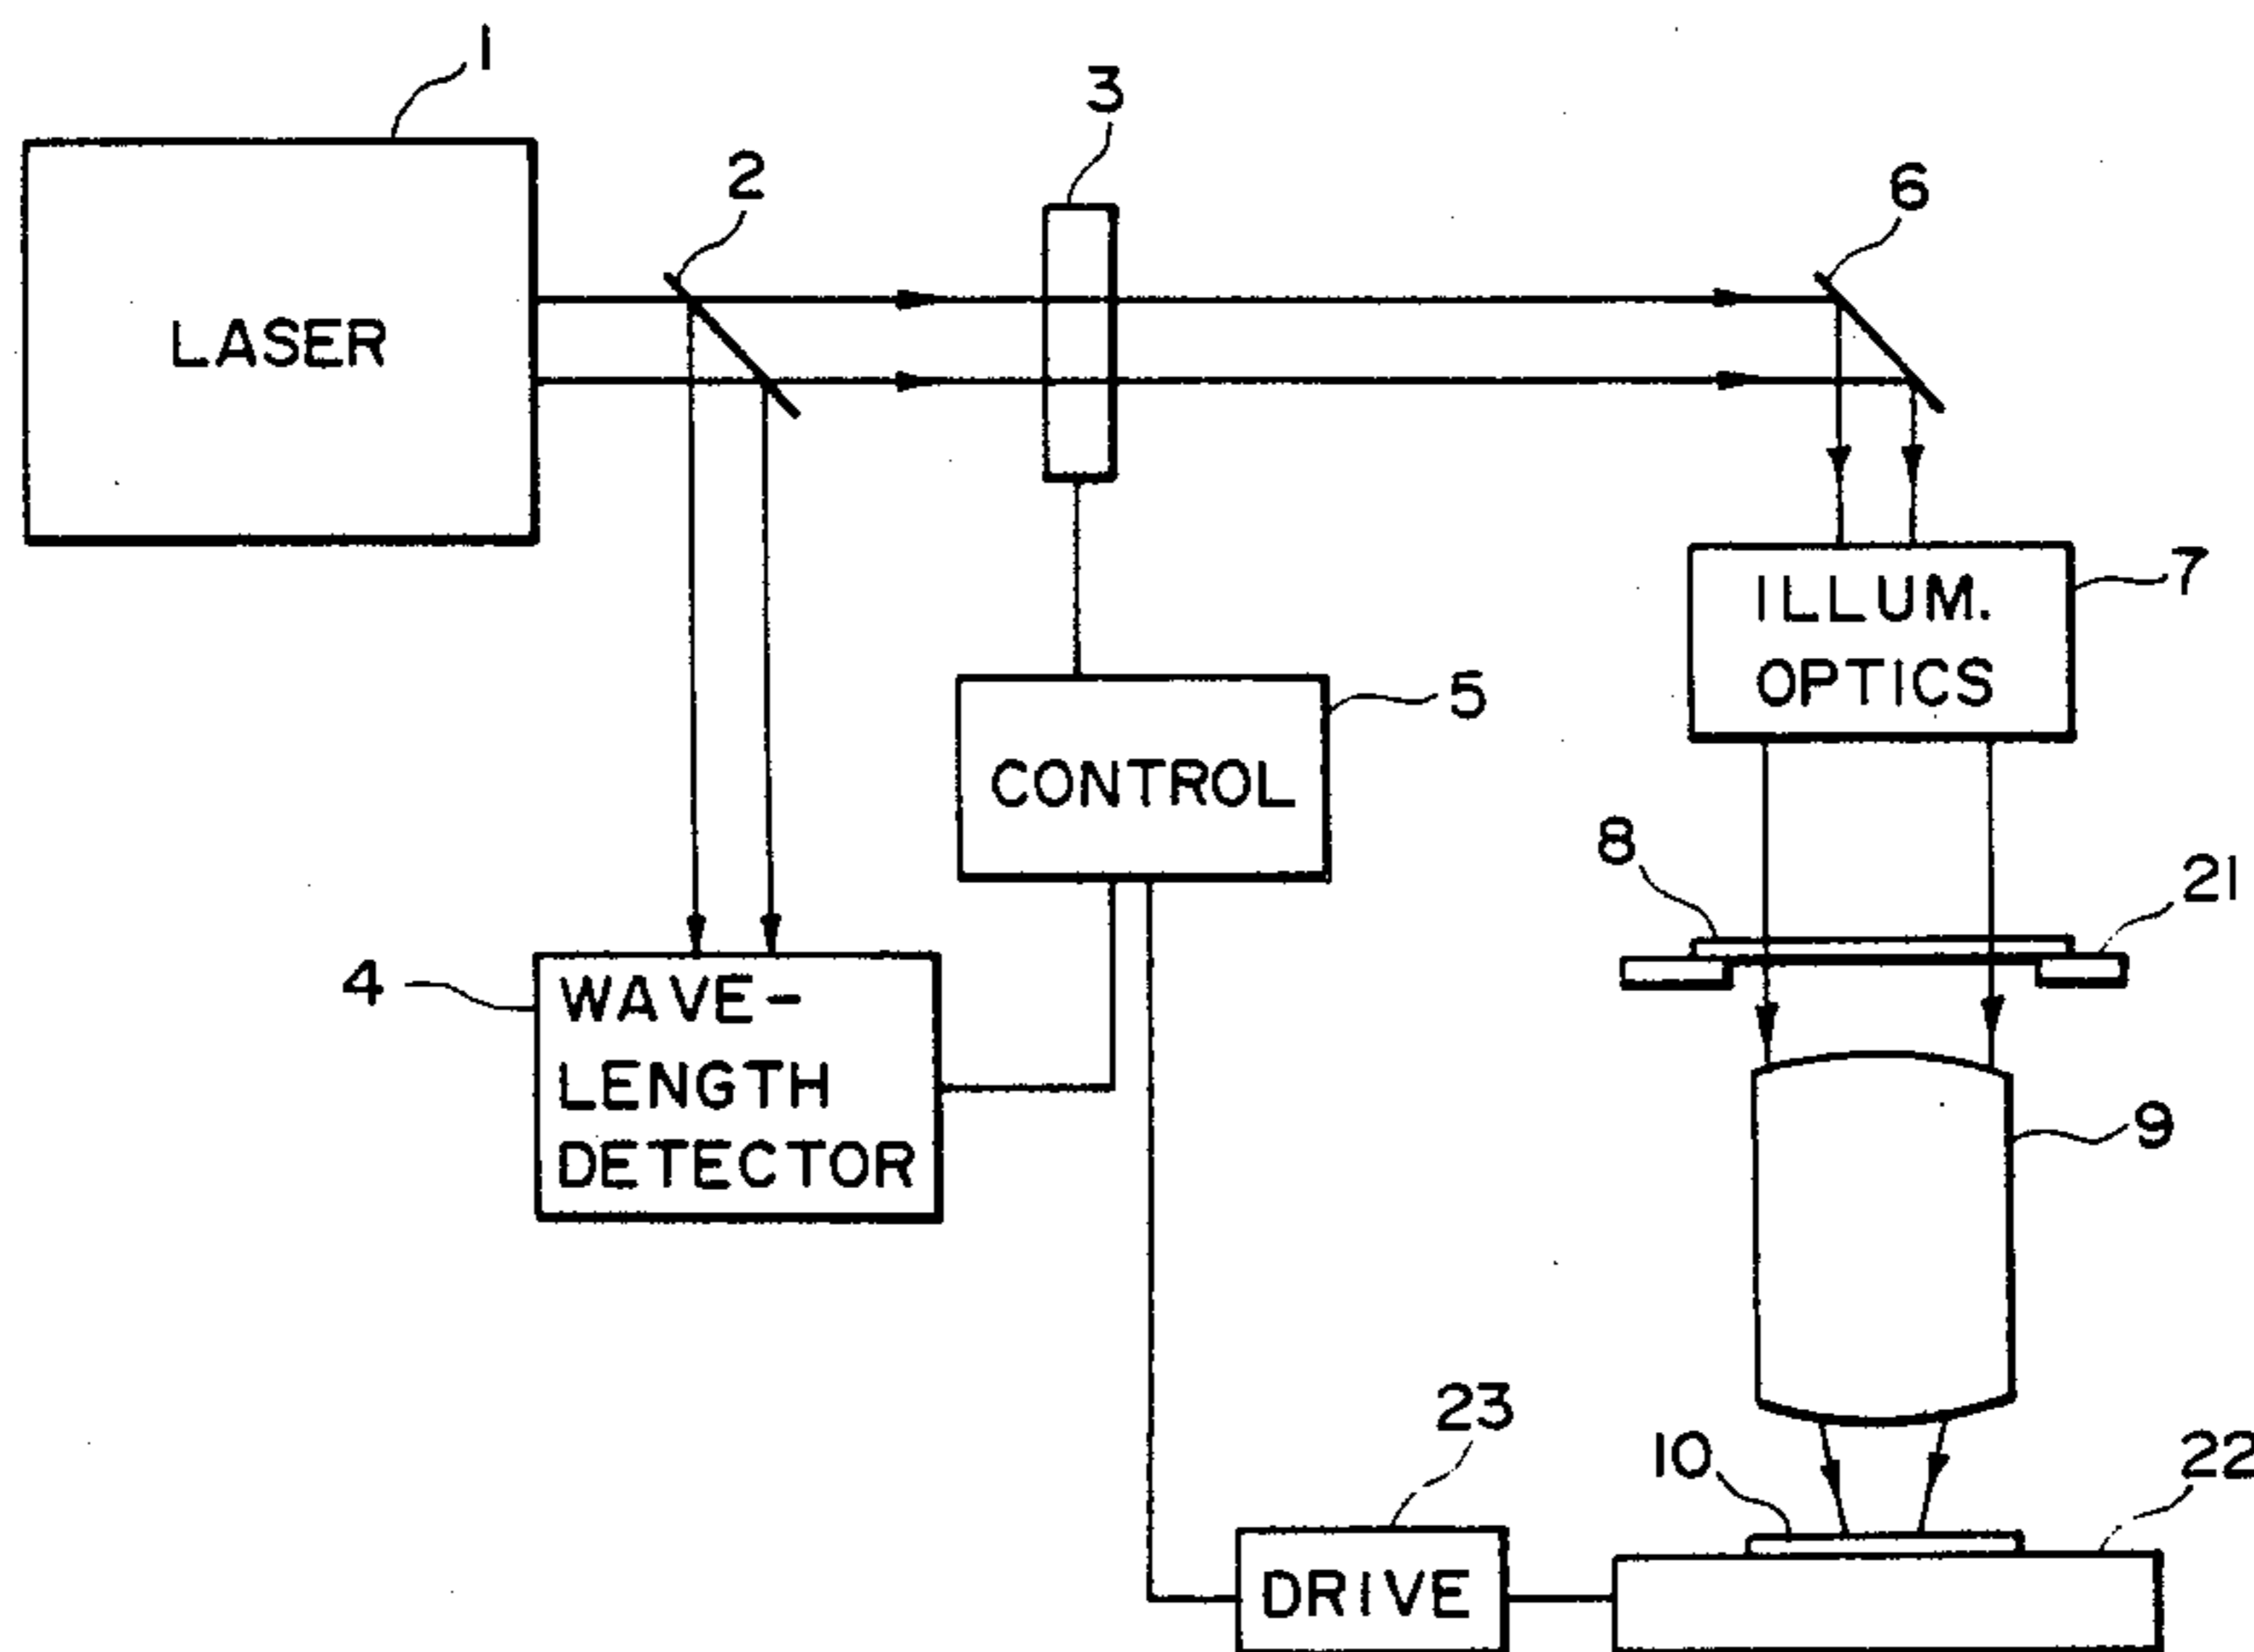 1
3
2
6
LASER
7
ILLUM.
OPTICS
5
CONTROL
8
21
4
WAVE-
LENGTH
DETECTOR
9
23
10
22
DRIVE